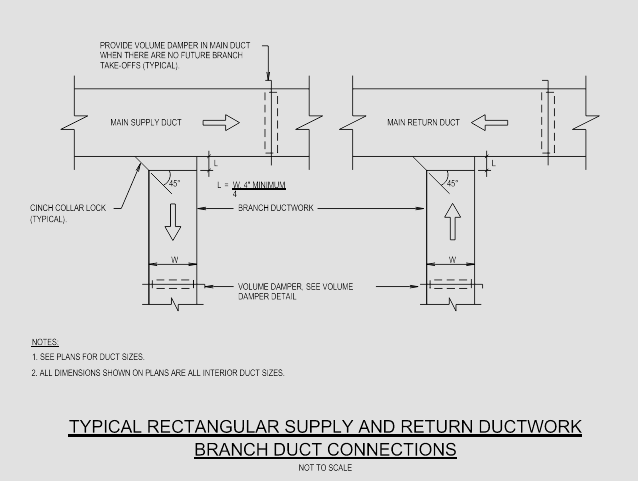 PROVIDE VOLUME DAMPER IN MAIN DUCT
WHEN THERE ARE NO FUTURE BRANCH
TAKE-OFFS (TYPICAL).
MAIN SUPPLY DUCT
MAIN RETURN DUCT
L
L
45°
45°
L = W, 4" MINIMUM
4
CINCH COLLAR LOCK
(TYPICAL).
BRANCH DUCTWORK
W
W
VOLUME DAMPER, SEE VOLUME
DAMPER DETAIL
NOTES:
1. SEE PLANS FOR DUCT SIZES.
2. ALL DIMENSIONS SHOWN ON PLANS ARE ALL INTERIOR DUCT SIZES.
TYPICAL RECTANGULAR SUPPLY AND RETURN DUCTWORK
BRANCH DUCT CONNECTIONS
NOT TO SCALE